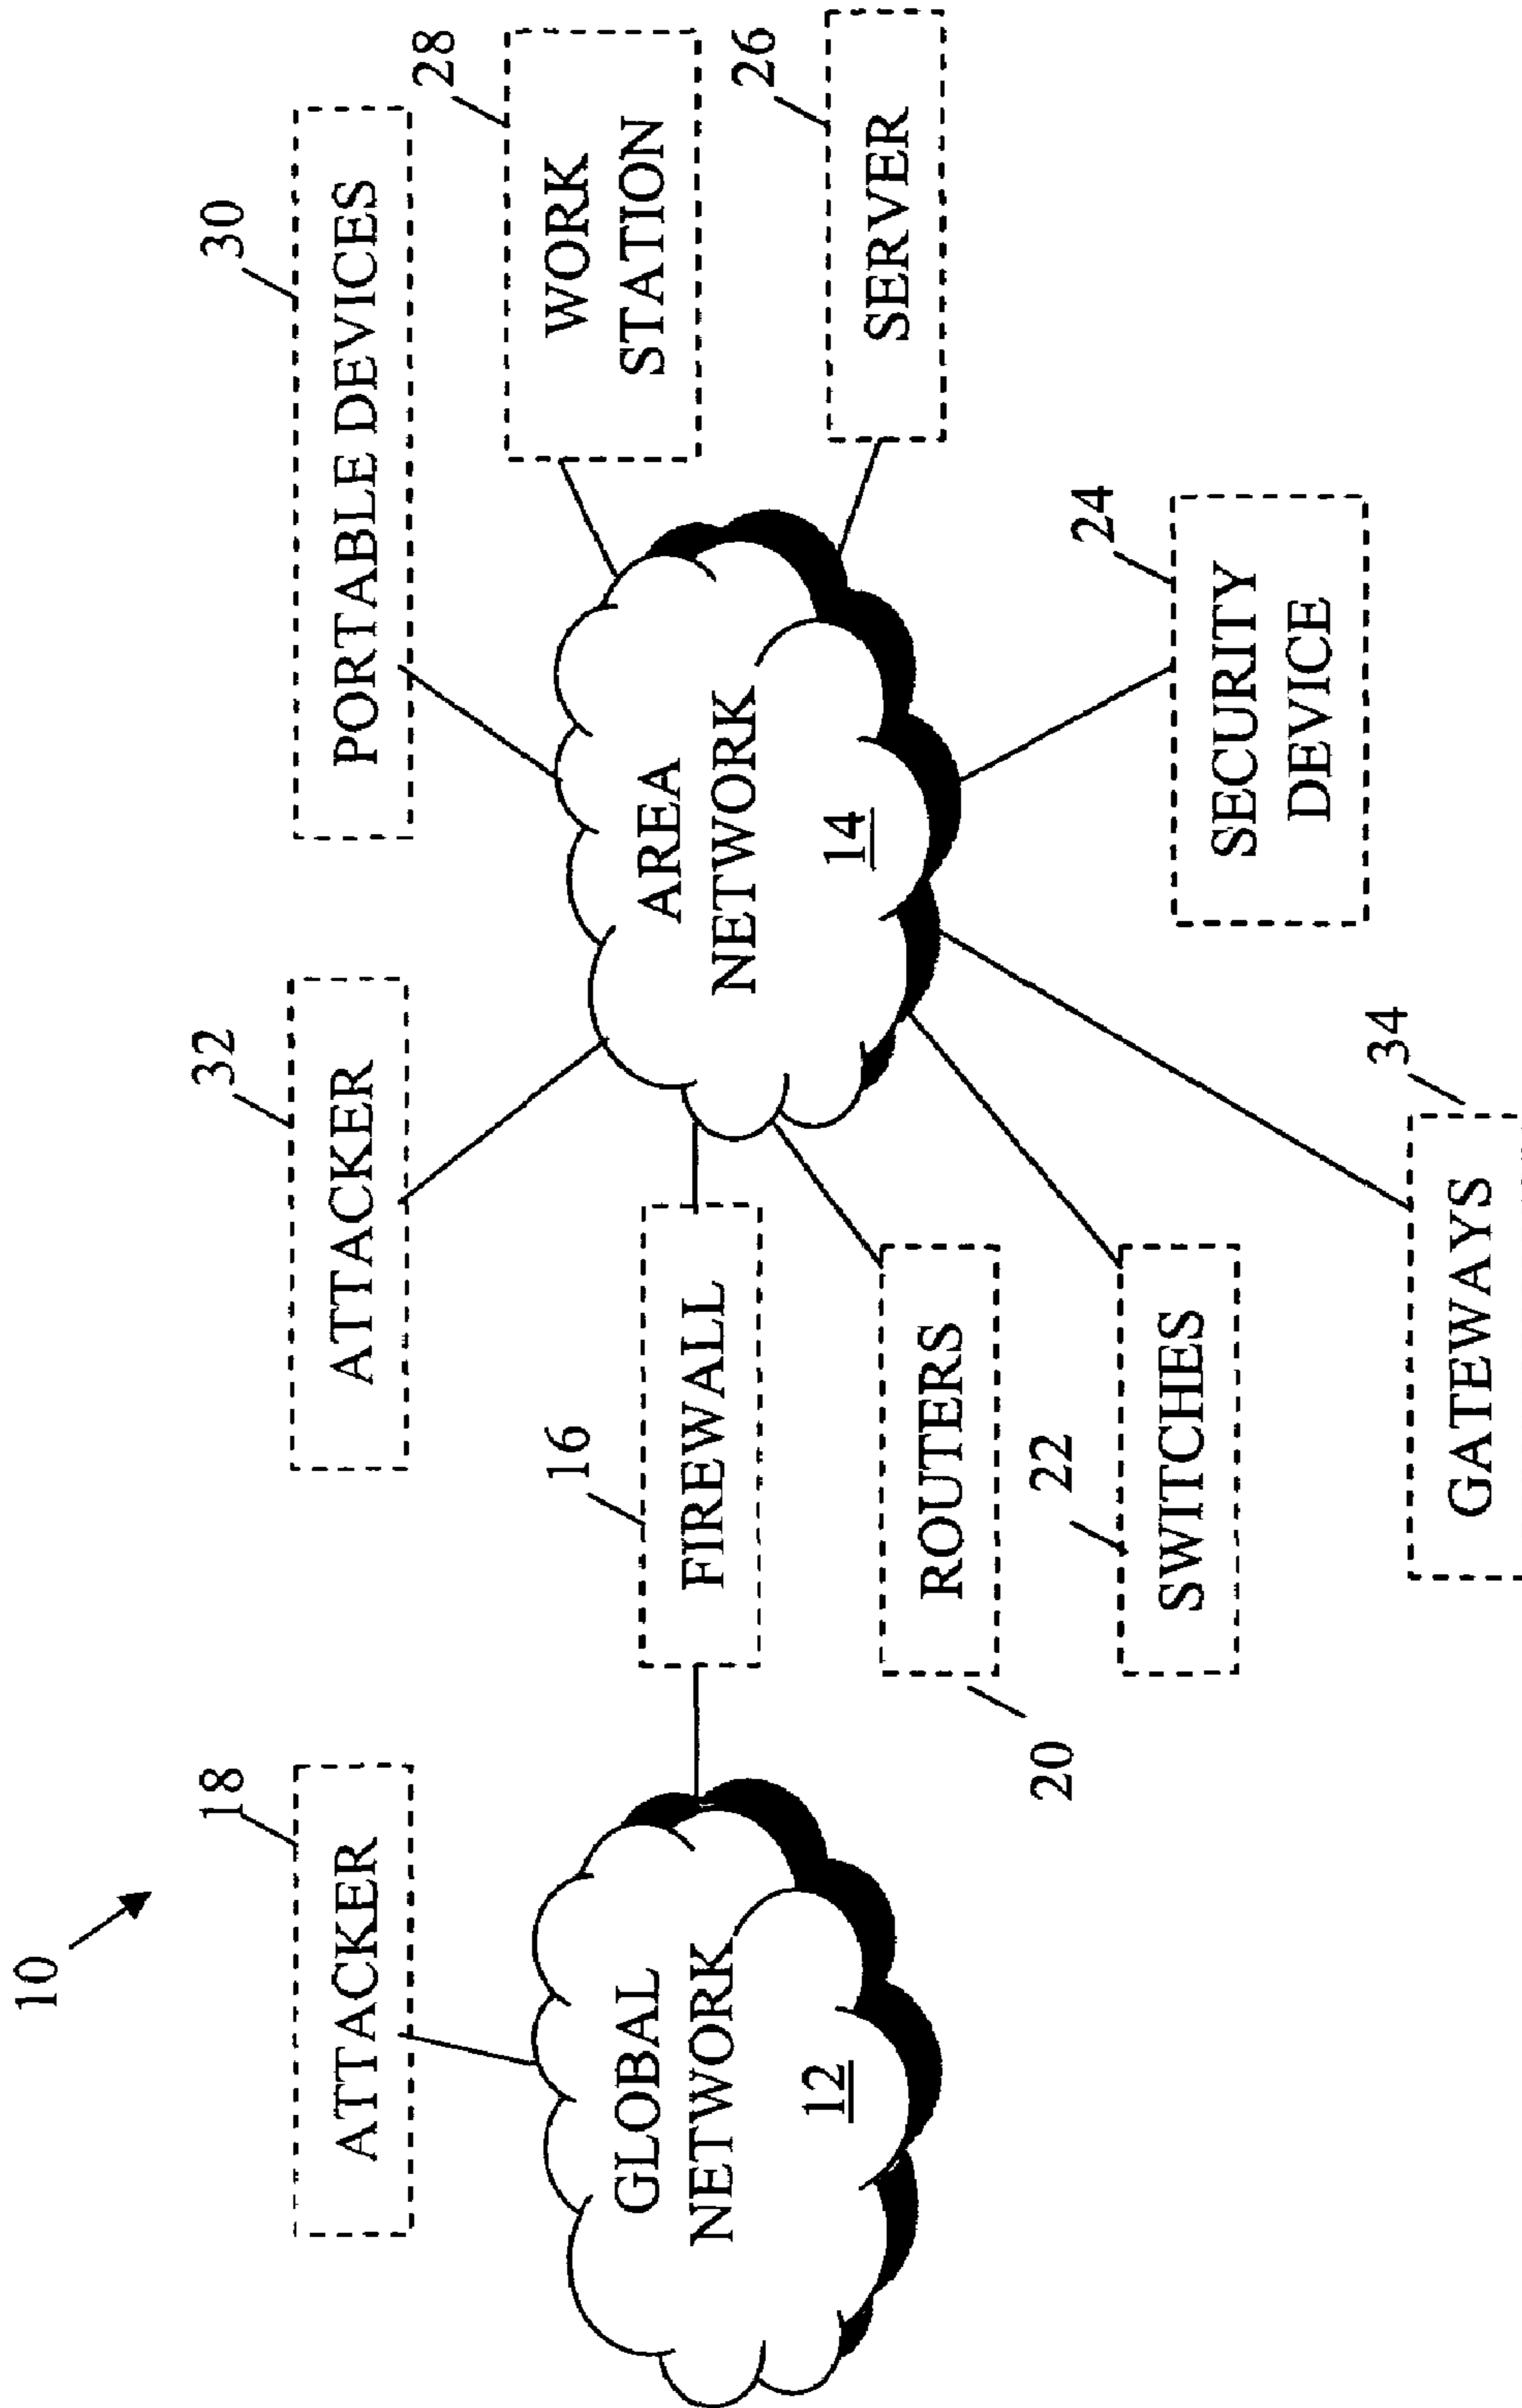 10
18
ATTACKER
32
ATTACKER
30
PORTABLE DEVICES
28
WORK
STATION
GLOBAL
NETWORK
12
16
FIREWALL
AREA
NETWORK
14
26
SERVER
20
ROUTERS
22
SWITCHES
24
SECURITY
DEVICE
34
GATEWAYS